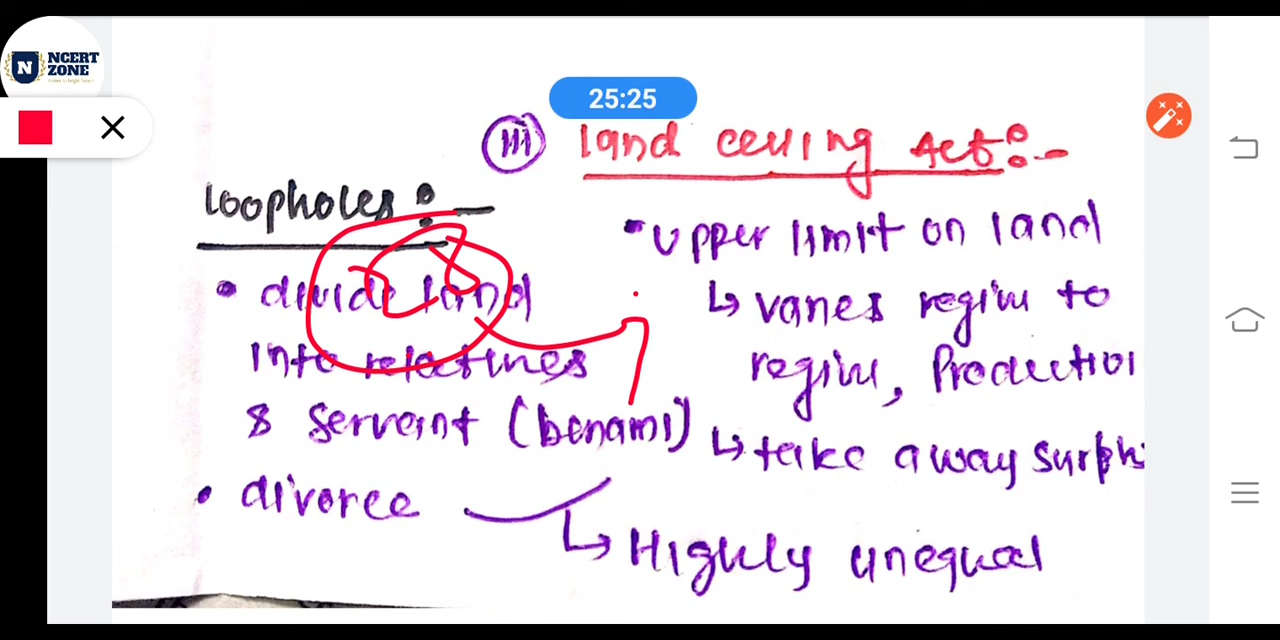 NCERT
ZONE
25:25
(iii) Land ceiling Act:-
Loopholes :-
• divide land
into relatives
& servant (benami)
• divorce
• Upper limit on land
↳ varies region to
region, Production
↳ take away surplu
↳ Highly unequal